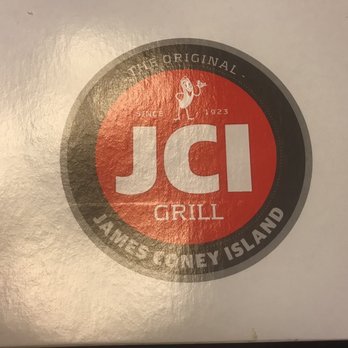 THE ORIGINAL
SINCE 1923
JCI
GRILL
JAMES CONEY ISLAND